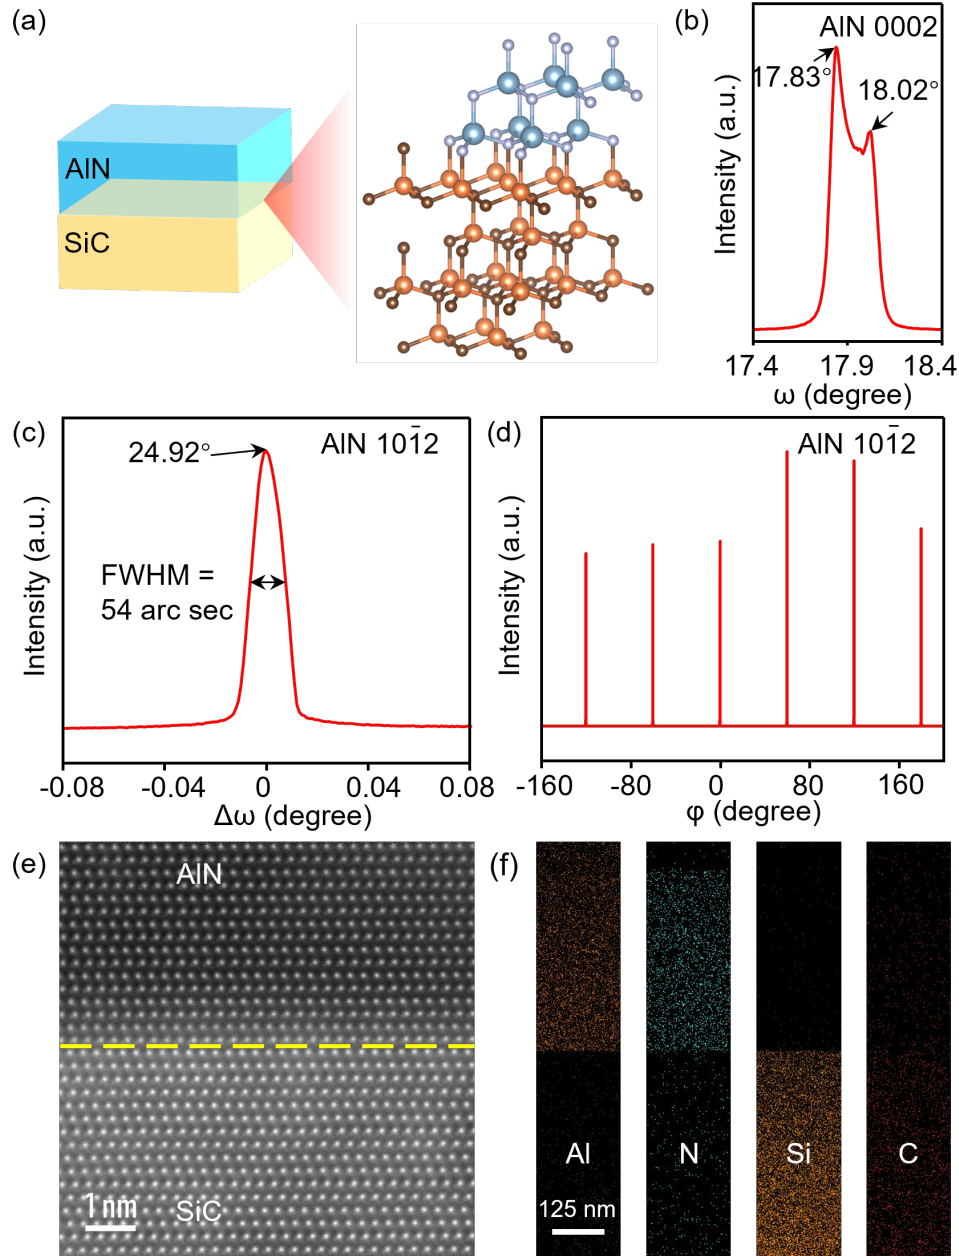 (a)
AlN
SiC
(b)
AlN 0002
17.83°
18.02°
Intensity (a.u.)
17.4 17.9 18.4
ω (degree)
(c)
24.92°
AlN 101̄2
FWHM =
54 arc sec
Intensity (a.u.)
-0.08 -0.04 0 0.04 0.08
Δω (degree)
(d)
AlN 101̄2
Intensity (a.u.)
-160 -80 0 80 160
φ (degree)
(e)
AlN
1nm
SiC
(f)
Al N Si C
125 nm